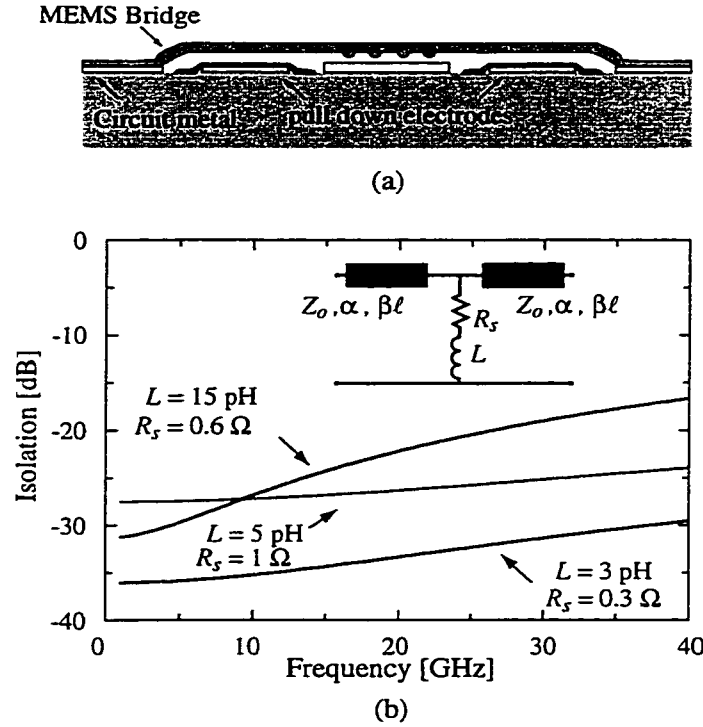 MEMS Bridge
Circuit metal
pull down electrodes
(a)
0
-10
-20
-30
-40
Isolation [dB]
Z_o, α, βℓ
Z_o, α, βℓ
R_s
L
L = 15 pH
R_s = 0.6 Ω
L = 5 pH
R_s = 1 Ω
L = 3 pH
R_s = 0.3 Ω
0
10
20
30
40
Frequency [GHz]
(b)